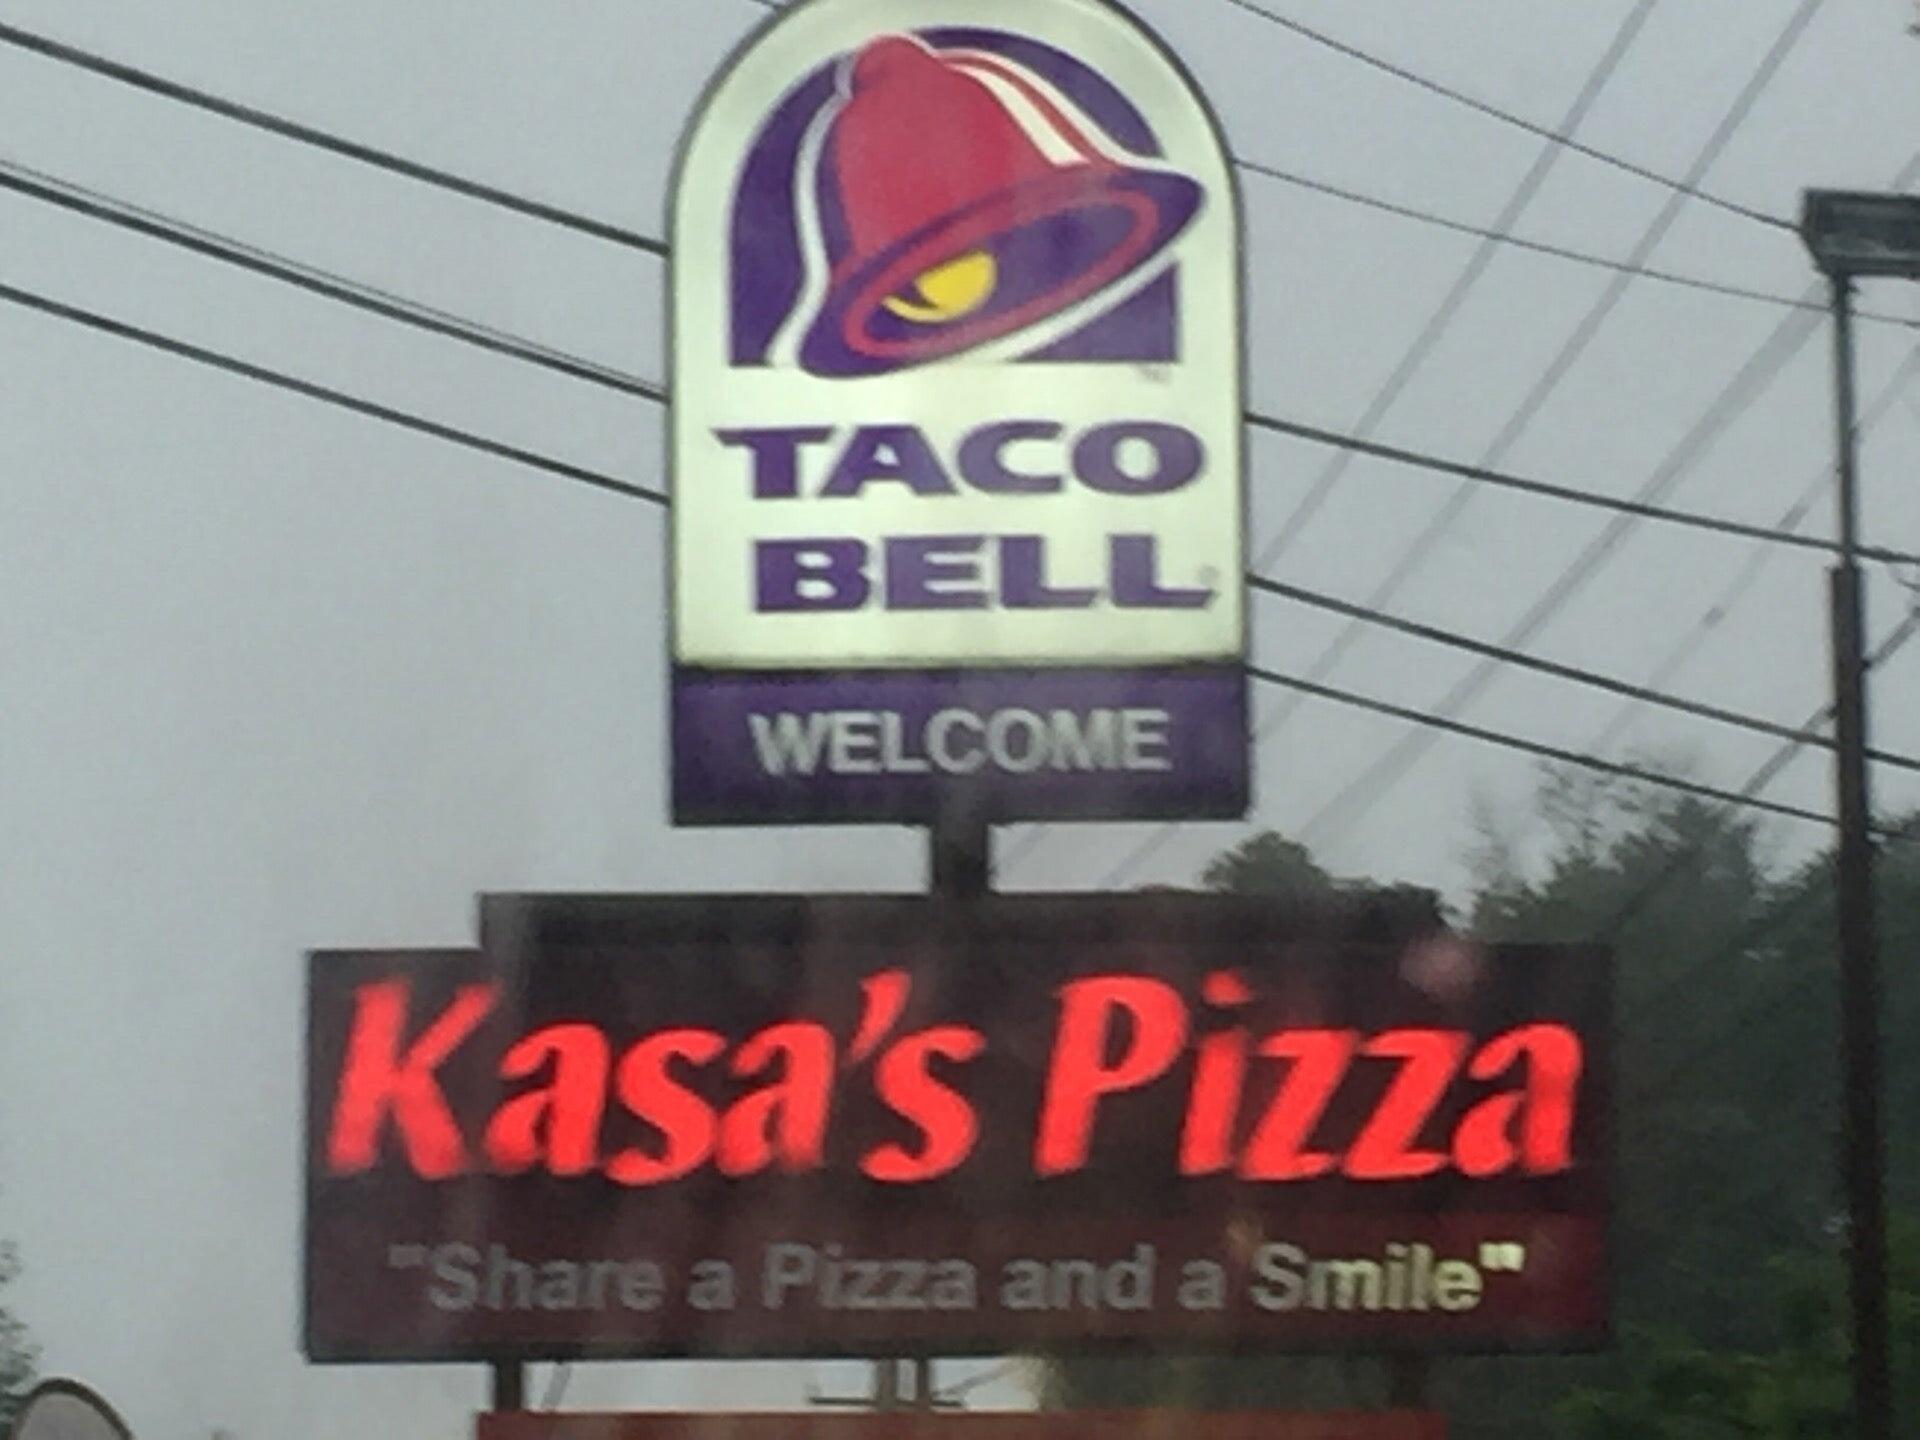 TACO
BELL
WELCOME
Kasa's Pizza
"Share a Pizza and a Smile"